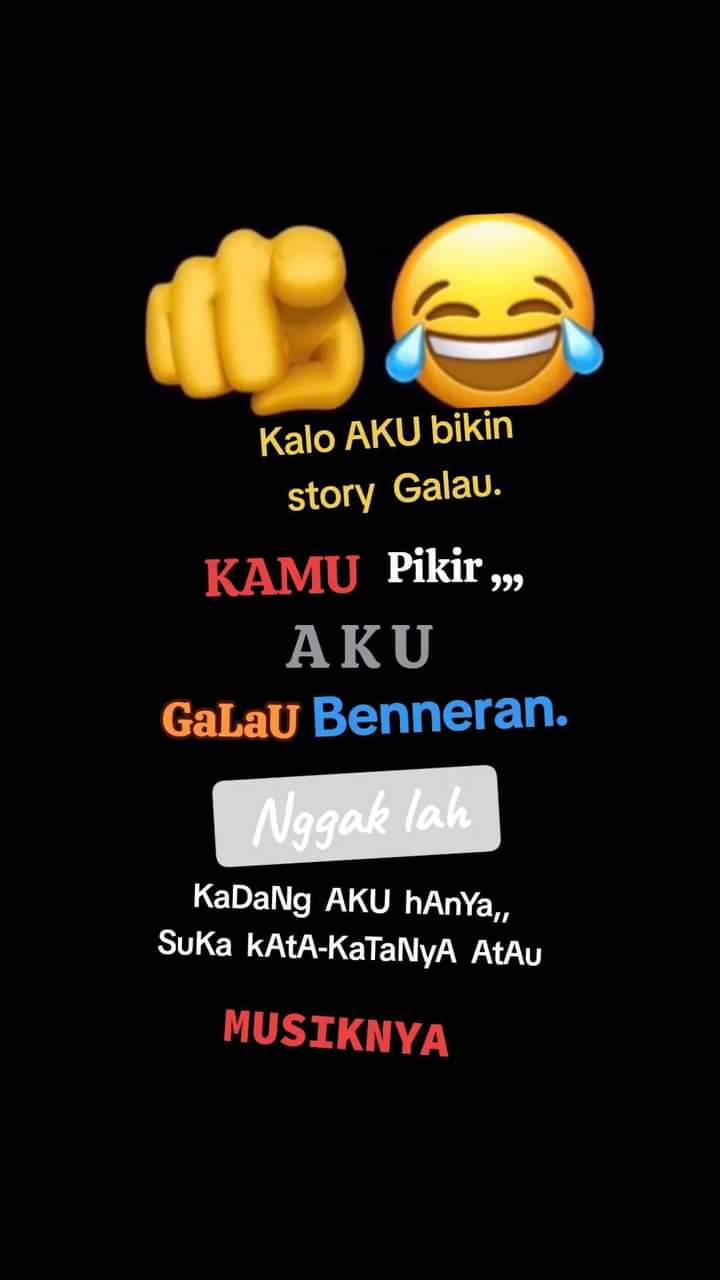 Kalo AKU bikin
story Galau.
KAMU Pikir ,,,
AKU
GaLaU Benneran.
Nggak lah
KaDaNg AKU hAnYa,,
SuKa kAtA-KaTaNyA AtAu
MUSIKNYA